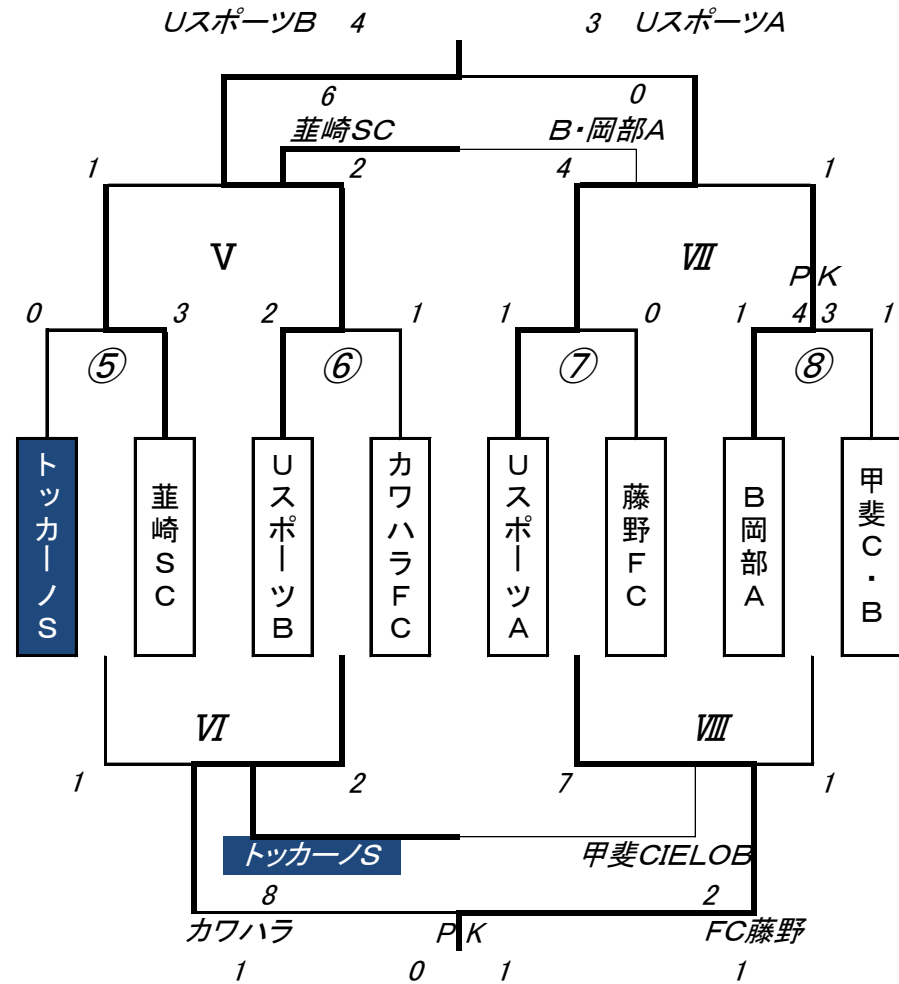 UスポーツB 4 3 UスポーツA
6 0
韮崎SC B・岡部A
1 2 4 1
Ⅴ Ⅶ
PK
0 3 2 1 1 0 1 4 3 1
⑤ ⑥ ⑦ ⑧
トッカーノS
韮崎SC
UスポーツB
カワハラFC
UスポーツA
藤野FC
B岡部A
甲斐C・B
Ⅵ Ⅷ
1 2 7 1
トッカーノS 甲斐CIELOB
8 2
カワハラ PK FC藤野
1 0 1 1